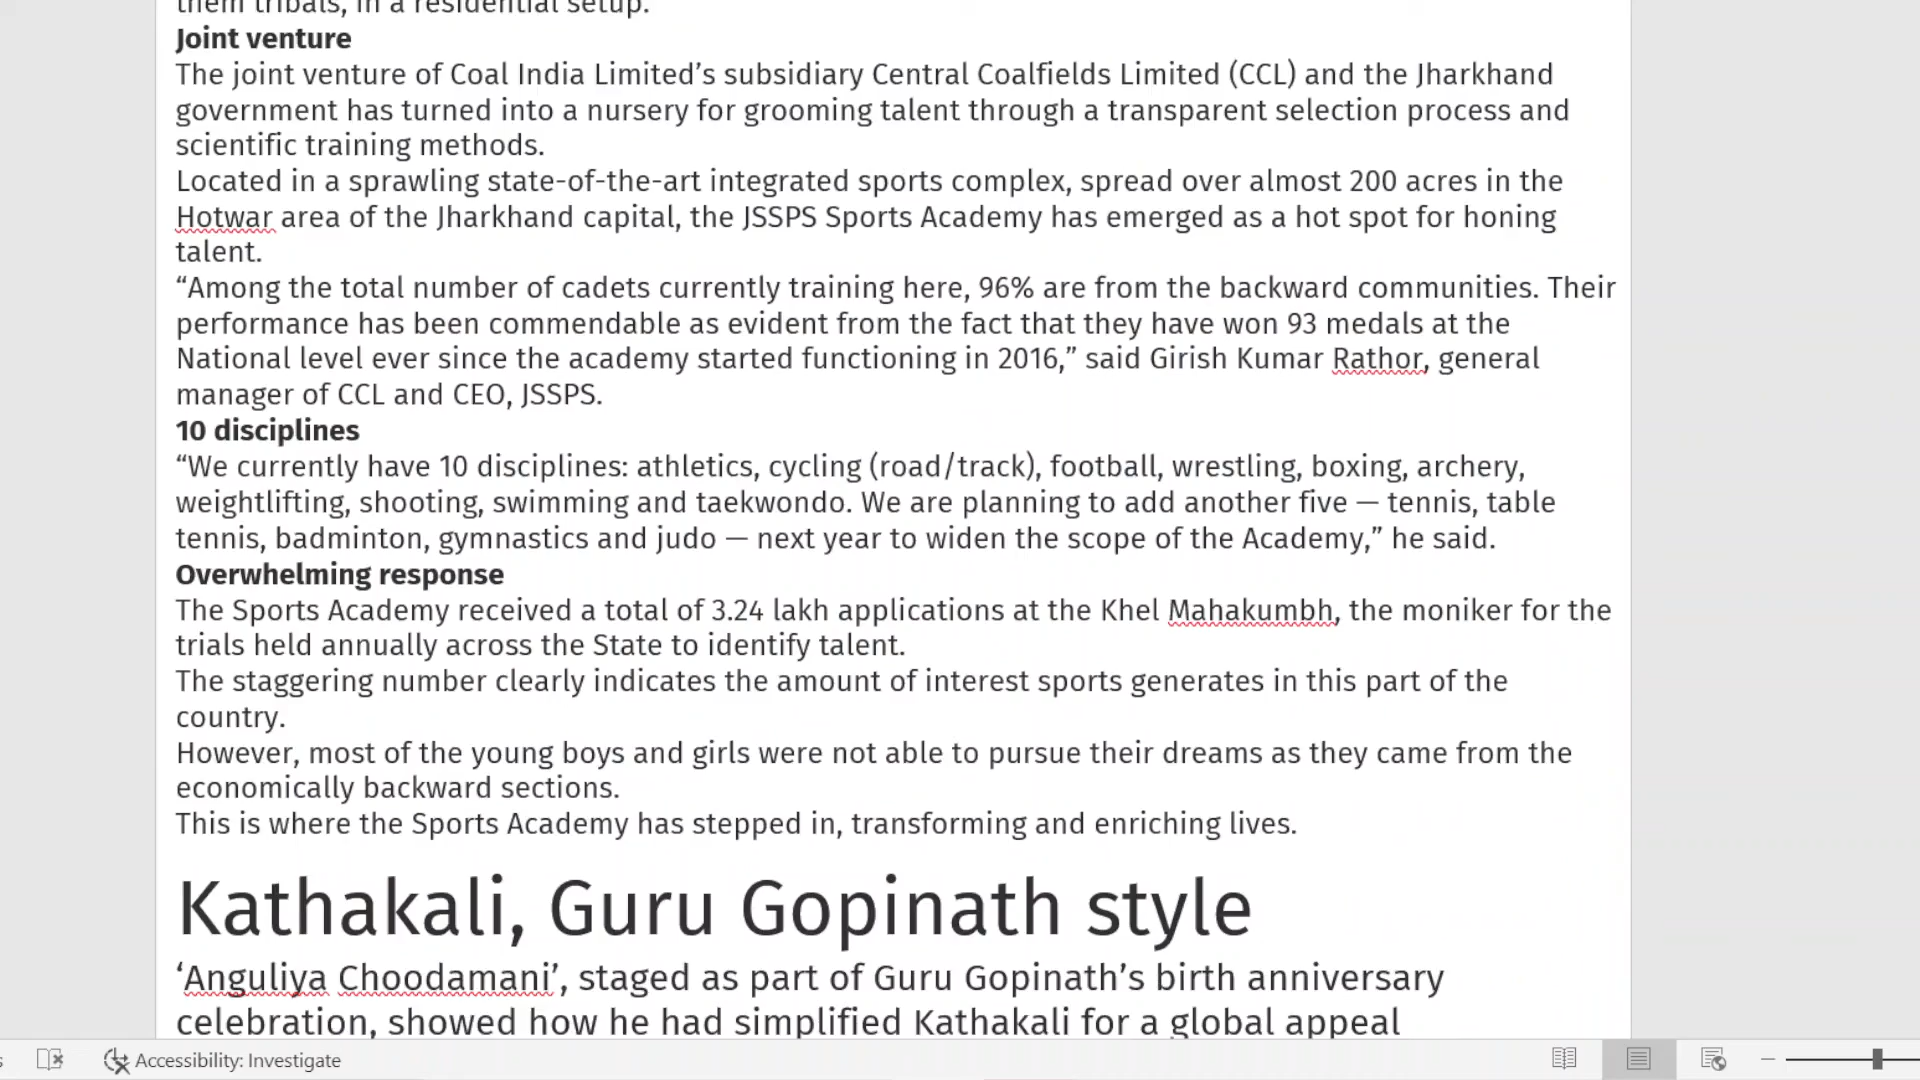 them tribals, in a residential setup.
Joint venture
The joint venture of Coal India Limited’s subsidiary Central Coalfields Limited (CCL) and the Jharkhand
government has turned into a nursery for grooming talent through a transparent selection process and
scientific training methods.
Located in a sprawling state-of-the-art integrated sports complex, spread over almost 200 acres in the
Hotwar area of the Jharkhand capital, the JSSPS Sports Academy has emerged as a hot spot for honing
talent.
“Among the total number of cadets currently training here, 96% are from the backward communities. Their
performance has been commendable as evident from the fact that they have won 93 medals at the
National level ever since the academy started functioning in 2016,” said Girish Kumar Rathor, general
manager of CCL and CEO, JSSPS.
10 disciplines
“We currently have 10 disciplines: athletics, cycling (road/track), football, wrestling, boxing, archery,
weightlifting, shooting, swimming and taekwondo. We are planning to add another five — tennis, table
tennis, badminton, gymnastics and judo — next year to widen the scope of the Academy,” he said.
Overwhelming response
The Sports Academy received a total of 3.24 lakh applications at the Khel Mahakumbh, the moniker for the
trials held annually across the State to identify talent.
The staggering number clearly indicates the amount of interest sports generates in this part of the
country.
However, most of the young boys and girls were not able to pursue their dreams as they came from the
economically backward sections.
This is where the Sports Academy has stepped in, transforming and enriching lives.
Kathakali, Guru Gopinath style
‘Anguliya Choodamani’, staged as part of Guru Gopinath’s birth anniversary
celebration, showed how he had simplified Kathakali for a global appeal
Accessibility: Investigate